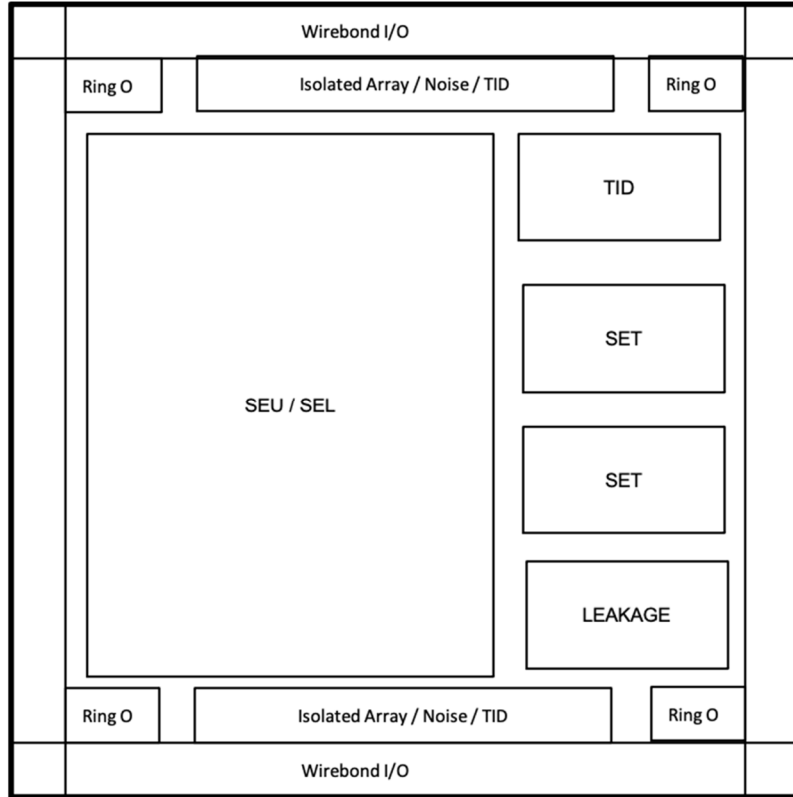 Wirebond I/O
Ring O
Isolated Array / Noise / TID
Ring O
TID
SET
SEU / SEL
SET
LEAKAGE
Ring O
Isolated Array / Noise / TID
Ring O
Wirebond I/O